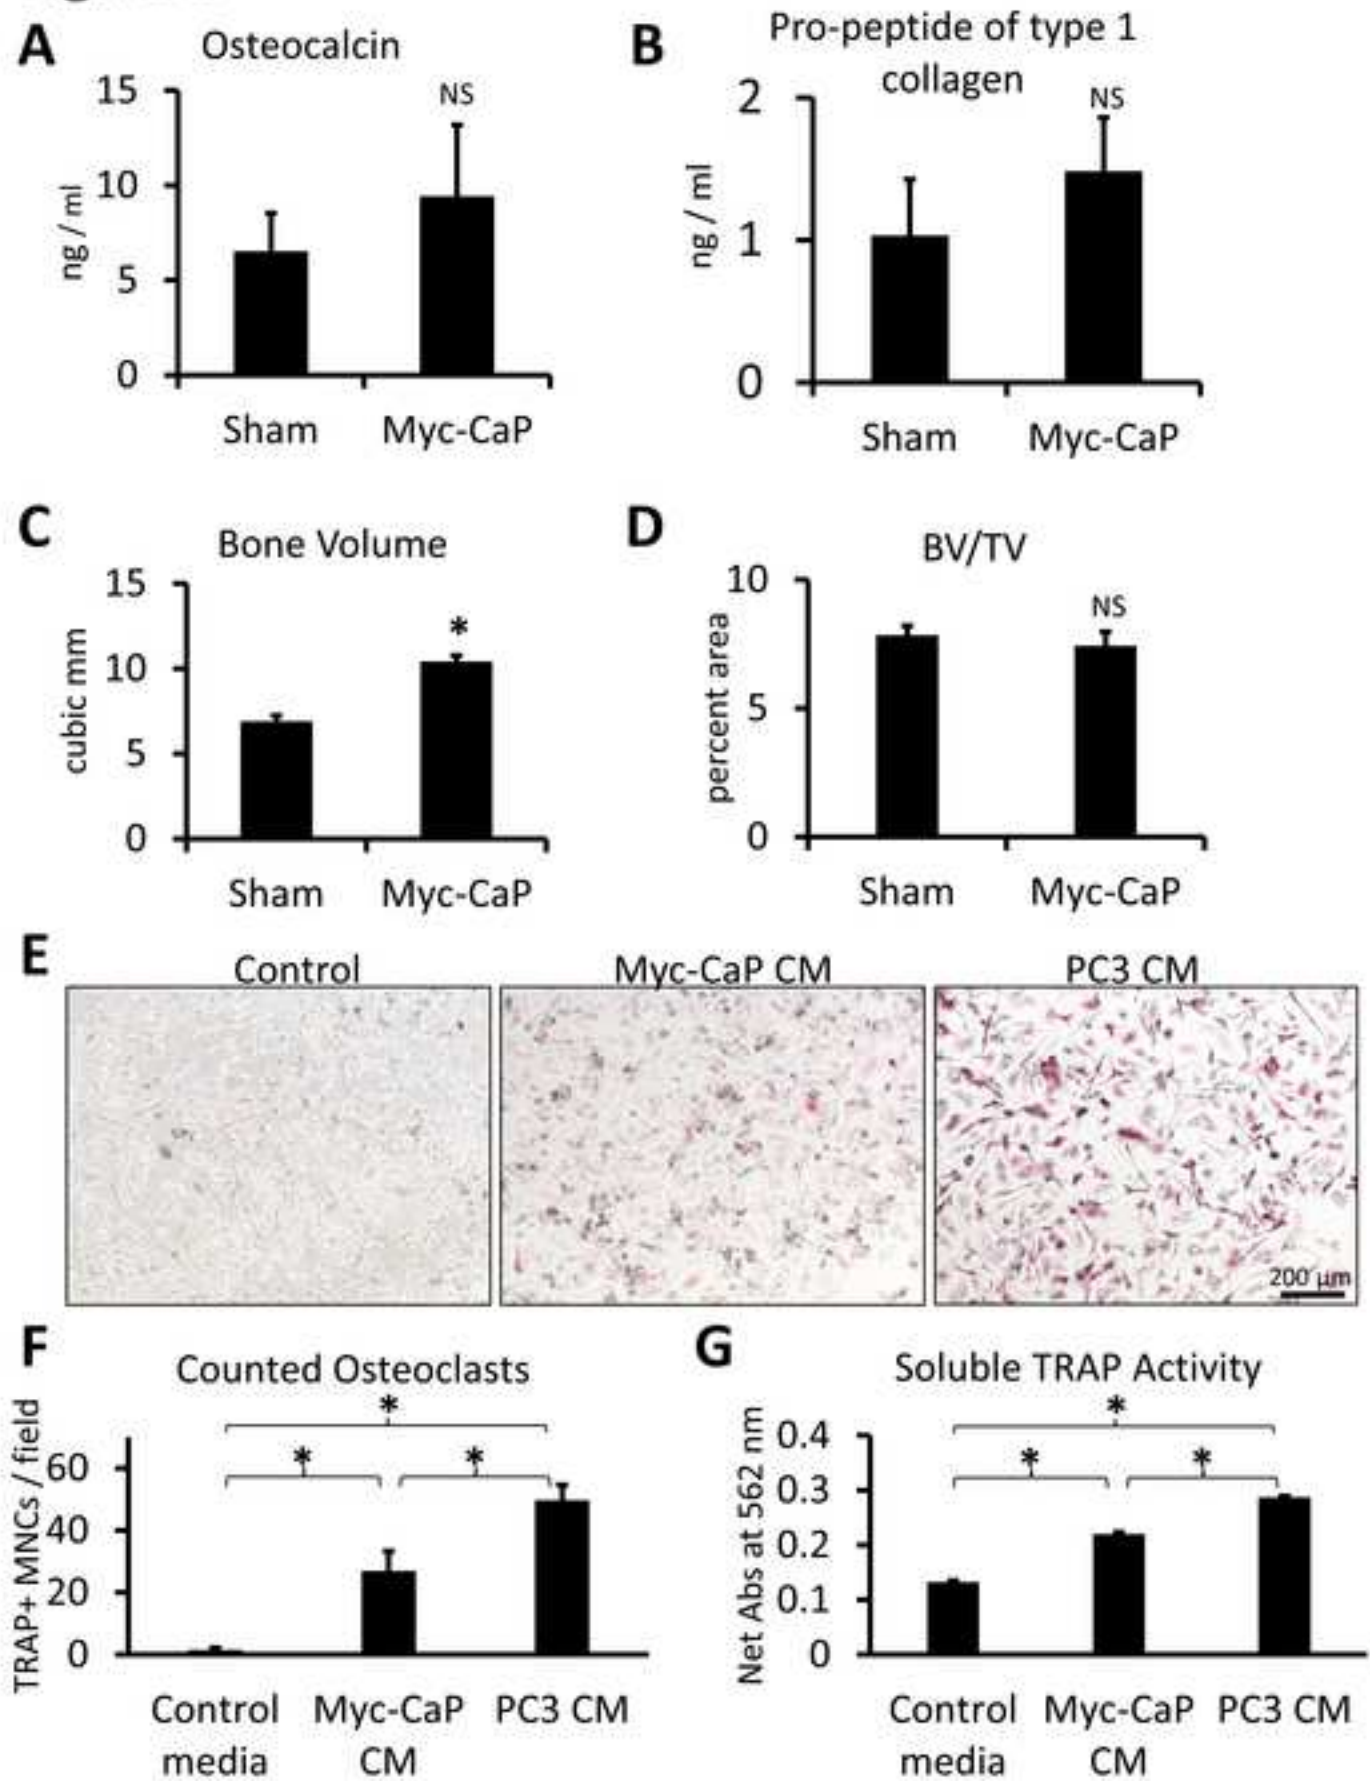 A
Osteocalcin
15
10
5
0
ng / ml
NS
Sham
Myc-CaP
B
Pro-peptide of type 1
collagen
2
1
0
ng / ml
NS
Sham
Myc-CaP
C
Bone Volume
15
10
5
0
cubic mm
*
Sham
Myc-CaP
D
BV/TV
10
5
0
percent area
NS
Sham
Myc-CaP
E
Control
Myc-CaP CM
PC3 CM
200 µm
F
Counted Osteoclasts
TRAP+ MNCs / field
60
40
20
0
*
*
*
Control
media
Myc-CaP
CM
PC3 CM
G
Soluble TRAP Activity
Net Abs at 562 nm
0.4
0.3
0.2
0.1
0
*
*
*
Control
media
Myc-CaP
CM
PC3 CM